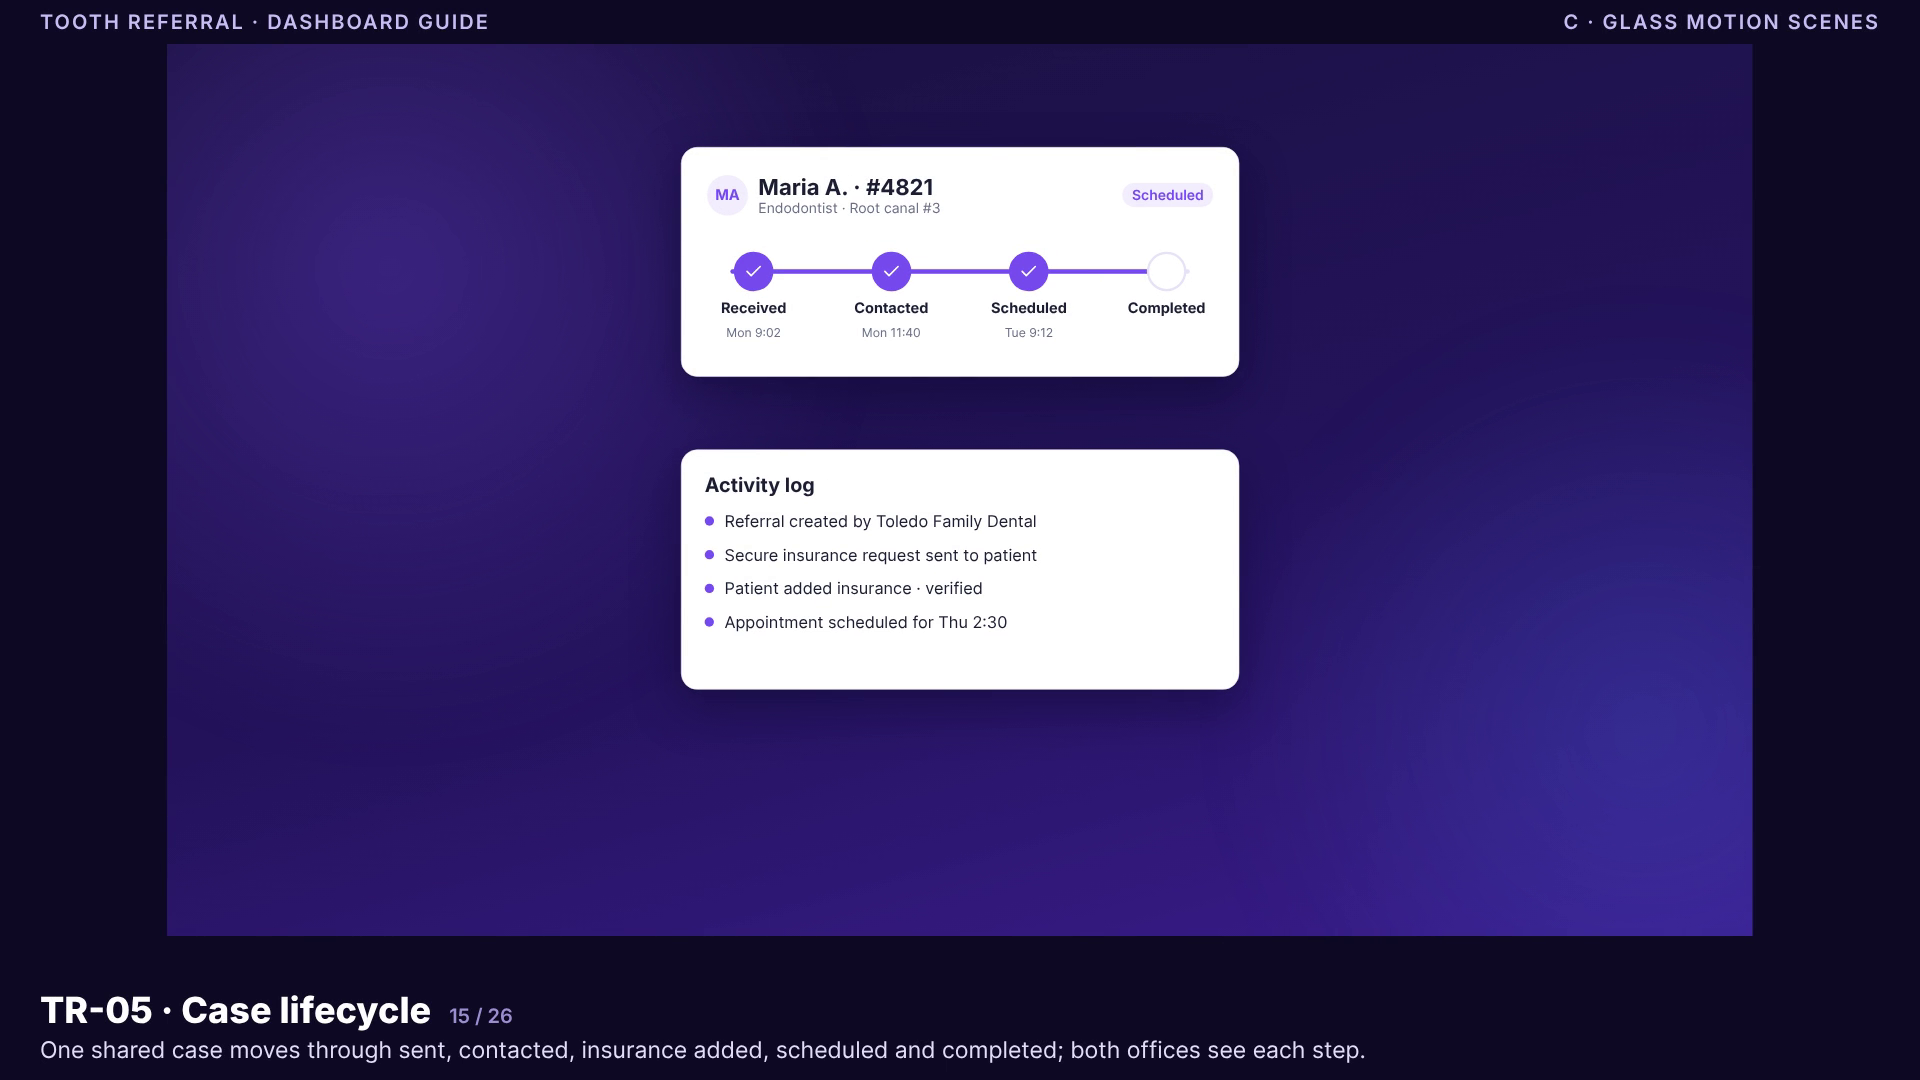 TOOTH REFERRAL · DASHBOARD GUIDE
C · GLASS MOTION SCENES
MA
Maria A. · #4821
Endodontist · Root canal #3
Scheduled
Received
Contacted
Scheduled
Completed
Mon 9:02
Mon 11:40
Tue 9:12
Activity log
Referral created by Toledo Family Dental
Secure insurance request sent to patient
Patient added insurance · verified
Appointment scheduled for Thu 2:30
TR-05 · Case lifecycle 15 / 26
One shared case moves through sent, contacted, insurance added, scheduled and completed; both offices see each step.